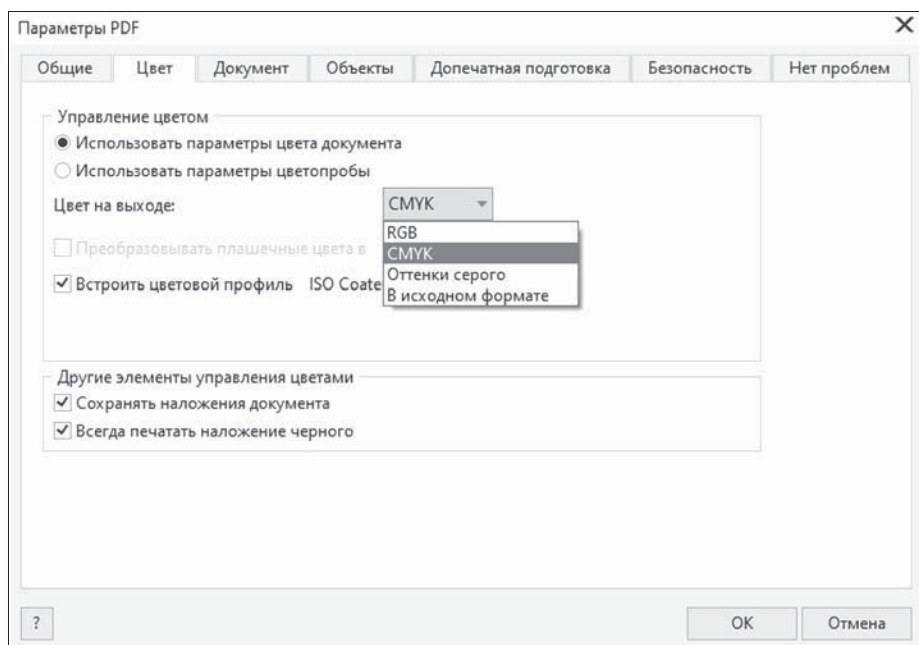 Параметры PDF
Общие Цвет Документ Объекты Допечатная подготовка Безопасность Нет проблем
Управление цветом
Использовать параметры цвета документа
Использовать параметры цветопробы
Цвет на выходе: CMYK
RGB
Преобразовывать плашечные цвета в CMYK
Оттенки серого
Встроить цветовой профиль ISO Coate
В исходном формате
Другие элементы управления цветами
Сохранять наложения документа
Всегда печатать наложение черного
? OK Отмена